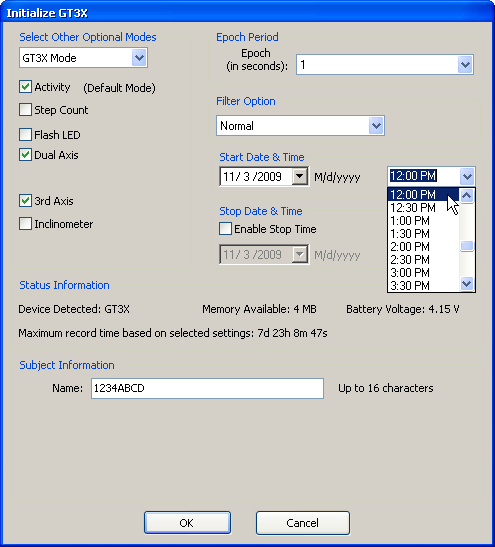 Initialize GT3X
Select Other Optional Modes
GT3X Mode
Activity (Default Mode)
Step Count
Flash LED
Dual Axis
3rd Axis
Inclinometer
Epoch Period
Epoch
(in seconds): 1
Filter Option
Normal
Start Date & Time
11/ 3 /2009 M/d/yyyy 12:00 PM
12:00 PM
12:30 PM
1:00 PM
1:30 PM
2:00 PM
2:30 PM
3:00 PM
3:30 PM
Stop Date & Time
Enable Stop Time
11/ 3 /2009 M/d/yyyy
Status Information
Device Detected: GT3X Memory Available: 4 MB Battery Voltage: 4.15 V
Maximum record time based on selected settings: 7d 23h 8m 47s
Subject Information
Name: 1234ABCD Up to 16 characters
OK Cancel